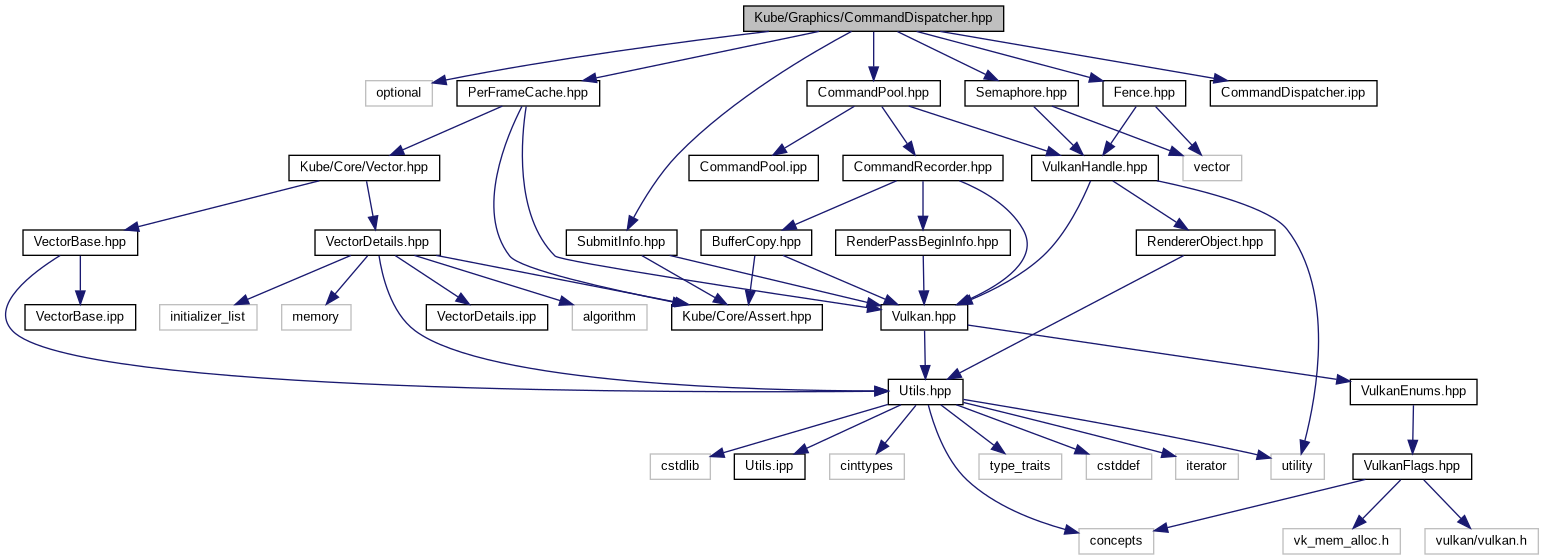 Kube/Graphics/CommandDispatcher.hpp
optional
PerFrameCache.hpp
CommandPool.hpp
Semaphore.hpp
Fence.hpp
CommandDispatcher.ipp
Kube/Core/Vector.hpp
CommandPool.ipp
CommandRecorder.hpp
VulkanHandle.hpp
vector
VectorBase.hpp
VectorDetails.hpp
SubmitInfo.hpp
BufferCopy.hpp
RenderPassBeginInfo.hpp
RendererObject.hpp
VectorBase.ipp
initializer_list
memory
VectorDetails.ipp
algorithm
Kube/Core/Assert.hpp
Vulkan.hpp
Utils.hpp
VulkanEnums.hpp
cstdlib
Utils.ipp
cinttypes
type_traits
cstddef
iterator
utility
VulkanFlags.hpp
concepts
vk_mem_alloc.h
vulkan/vulkan.h